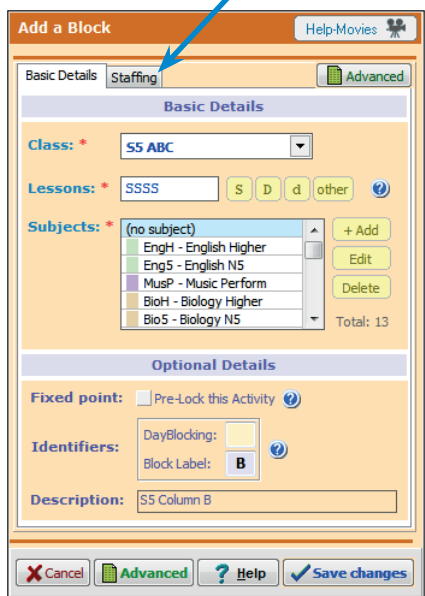 Add a Block Help-Movies
Basic Details Staffing Advanced
Basic Details
Class: * S5 ABC
Lessons: * SSSS S D d other ?
Subjects: * (no subject) + Add
EngH - English Higher
Eng5 - English N5 Edit
MusP - Music Perform
BioH - Biology Higher Delete
Bio5 - Biology N5 Total: 13
Optional Details
Fixed point: Pre-Lock this Activity ?
Identifiers: DayBlocking: ?
Block Label: B
Description: S5 Column B
Cancel Advanced ? Help Save changes